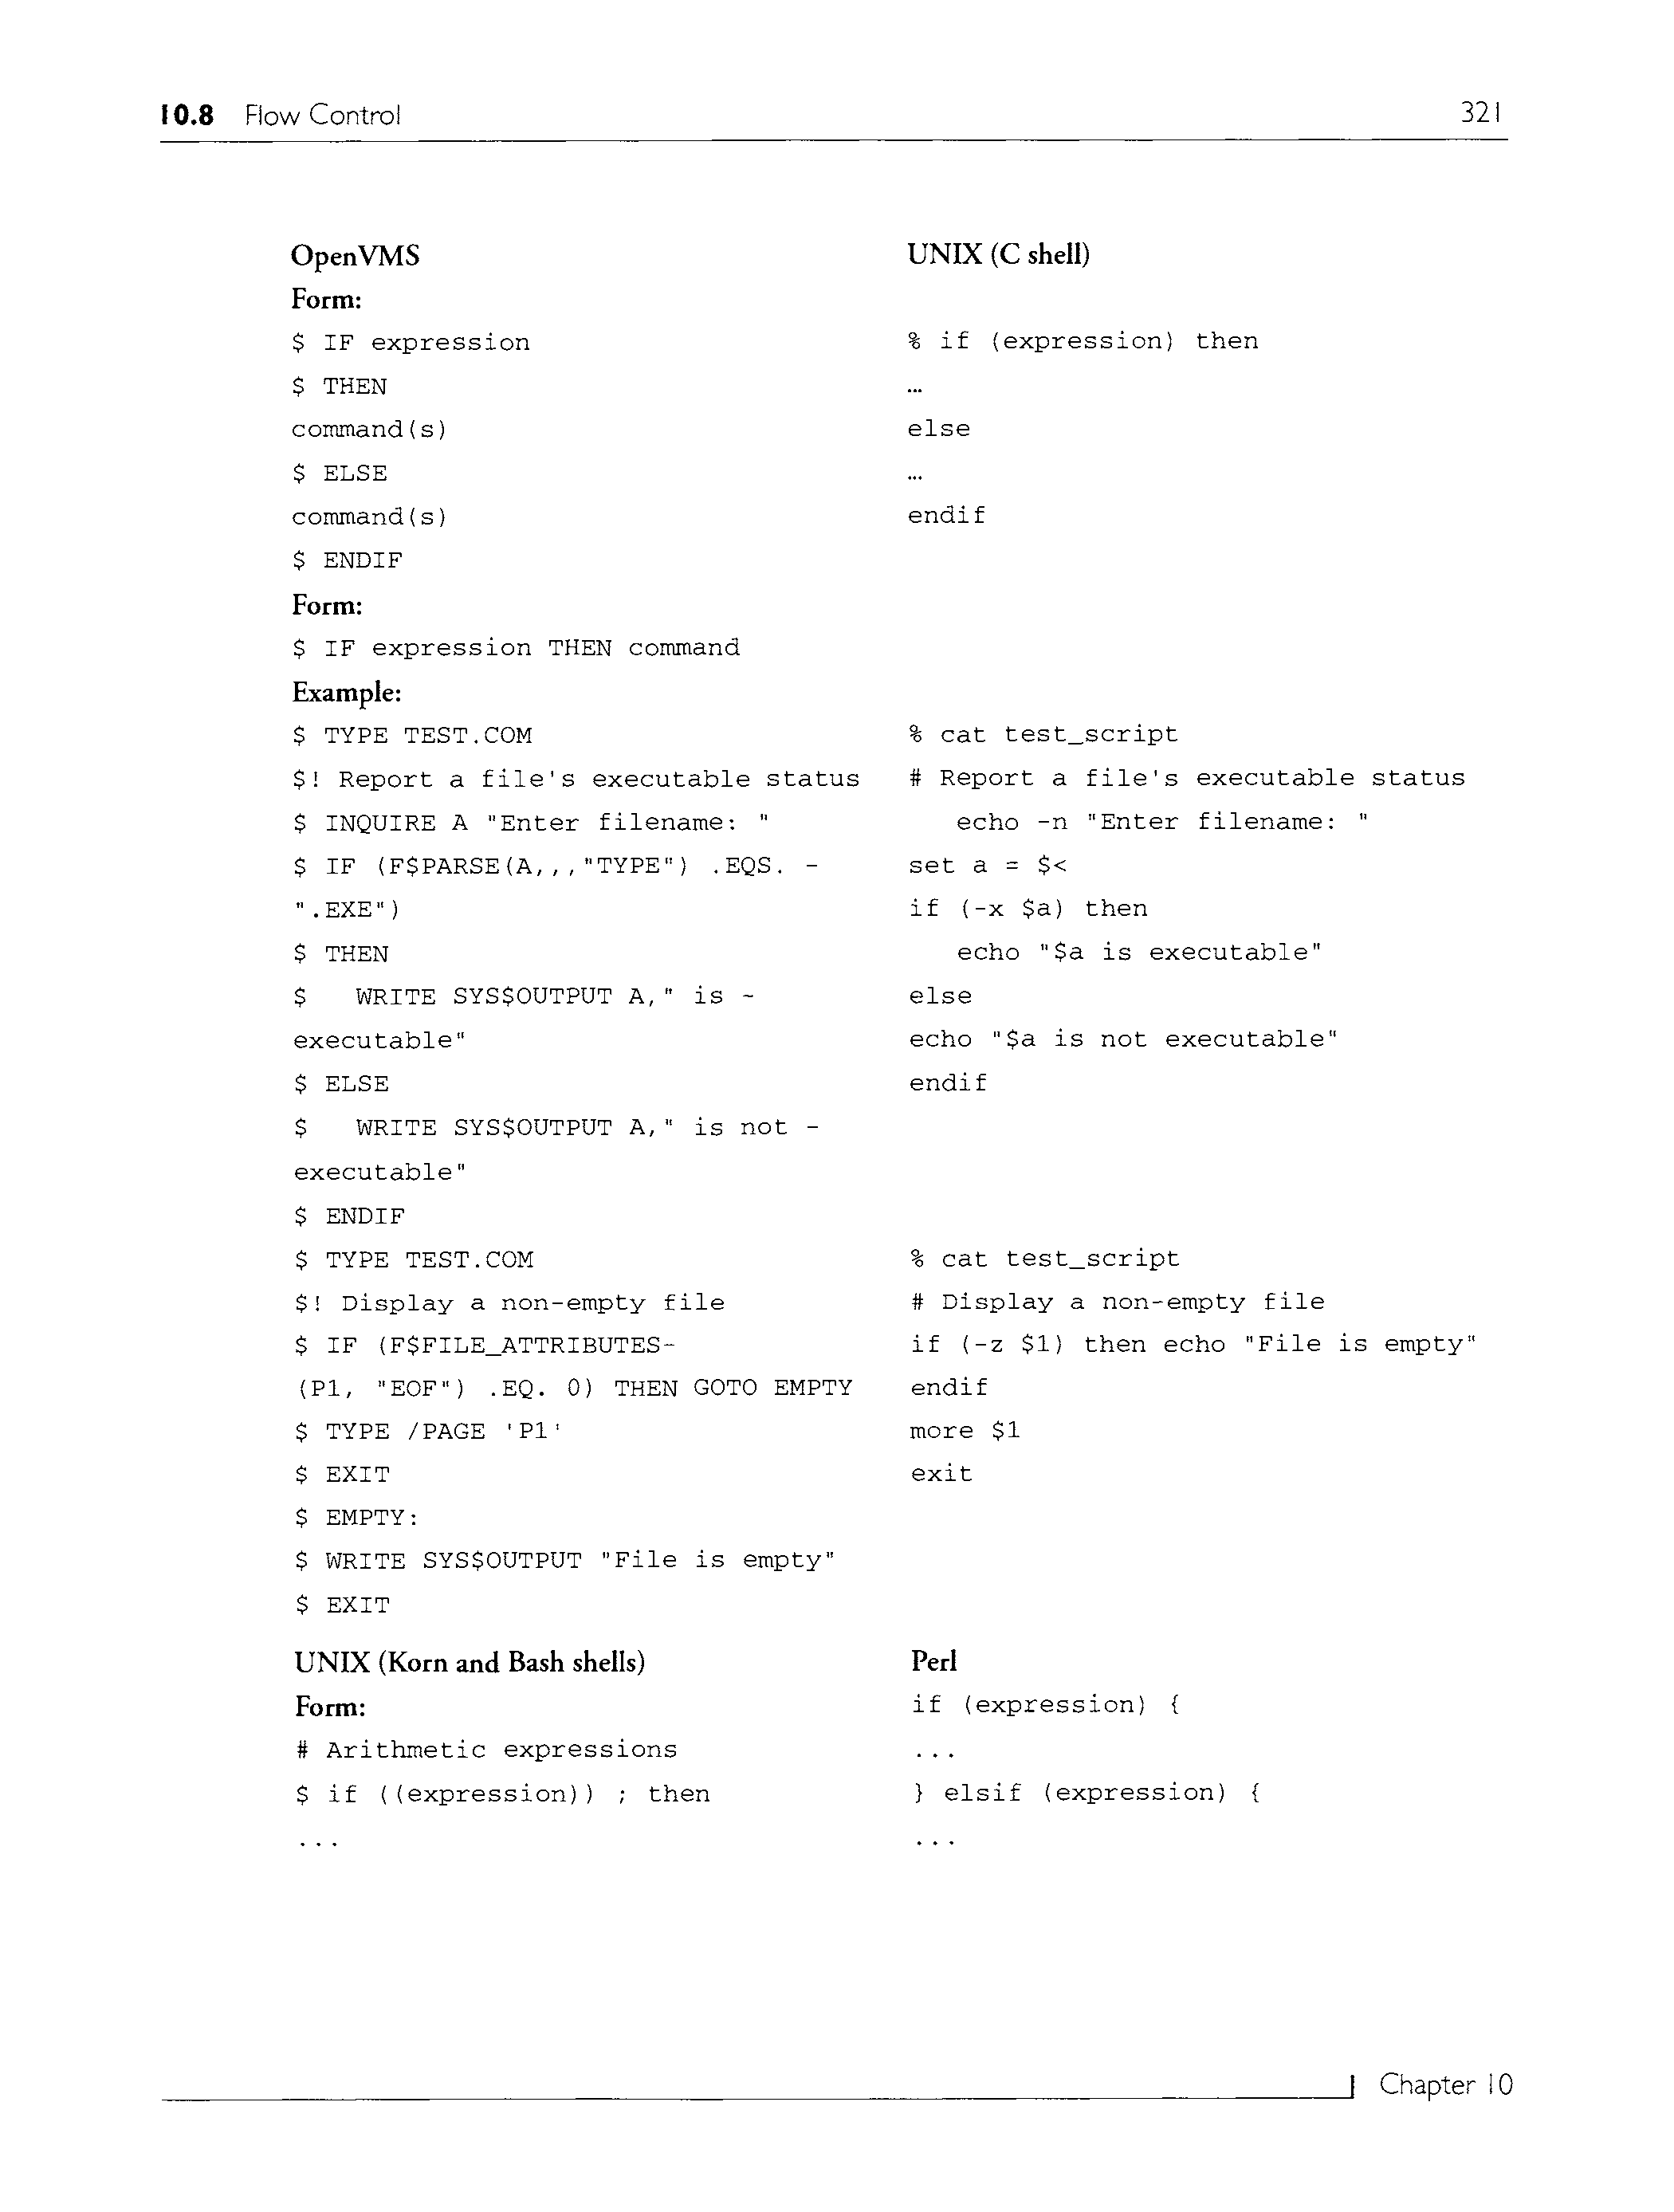 10.8 Flow Control 321
OpenVMS
Form:
$ IF expression
$ THEN
command(s)
$ ELSE
command(s)
$ ENDIF
Form:
$ IF expression THEN command
Example:
$ TYPE TEST.COM
$! Report a file's executable status
$ INQUIRE A "Enter filename: "
$ IF (F$PARSE(A,,,"TYPE") .EQS. -
".EXE")
$ THEN
$   WRITE SYS$OUTPUT A," is -
executable"
$ ELSE
$   WRITE SYS$OUTPUT A," is not -
executable"
$ ENDIF
$ TYPE TEST.COM
$! Display a non-empty file
$ IF (F$FILE_ATTRIBUTES-
(P1, "EOF") .EQ. 0) THEN GOTO EMPTY
$ TYPE /PAGE 'P1'
$ EXIT
$ EMPTY:
$ WRITE SYS$OUTPUT "File is empty"
$ EXIT
UNIX (C shell)
% if (expression) then
...
else
...
endif
% cat test_script
# Report a file's executable status
   echo -n "Enter filename: "
set a = $<
if (-x $a) then
   echo "$a is executable"
else
echo "$a is not executable"
endif
% cat test_script
# Display a non-empty file
if (-z $1) then echo "File is empty"
endif
more $1
exit
UNIX (Korn and Bash shells)
Form:
# Arithmetic expressions
$ if ((expression)) ; then
...
Perl
if (expression) {
...
} elsif (expression) {
...
Chapter 10